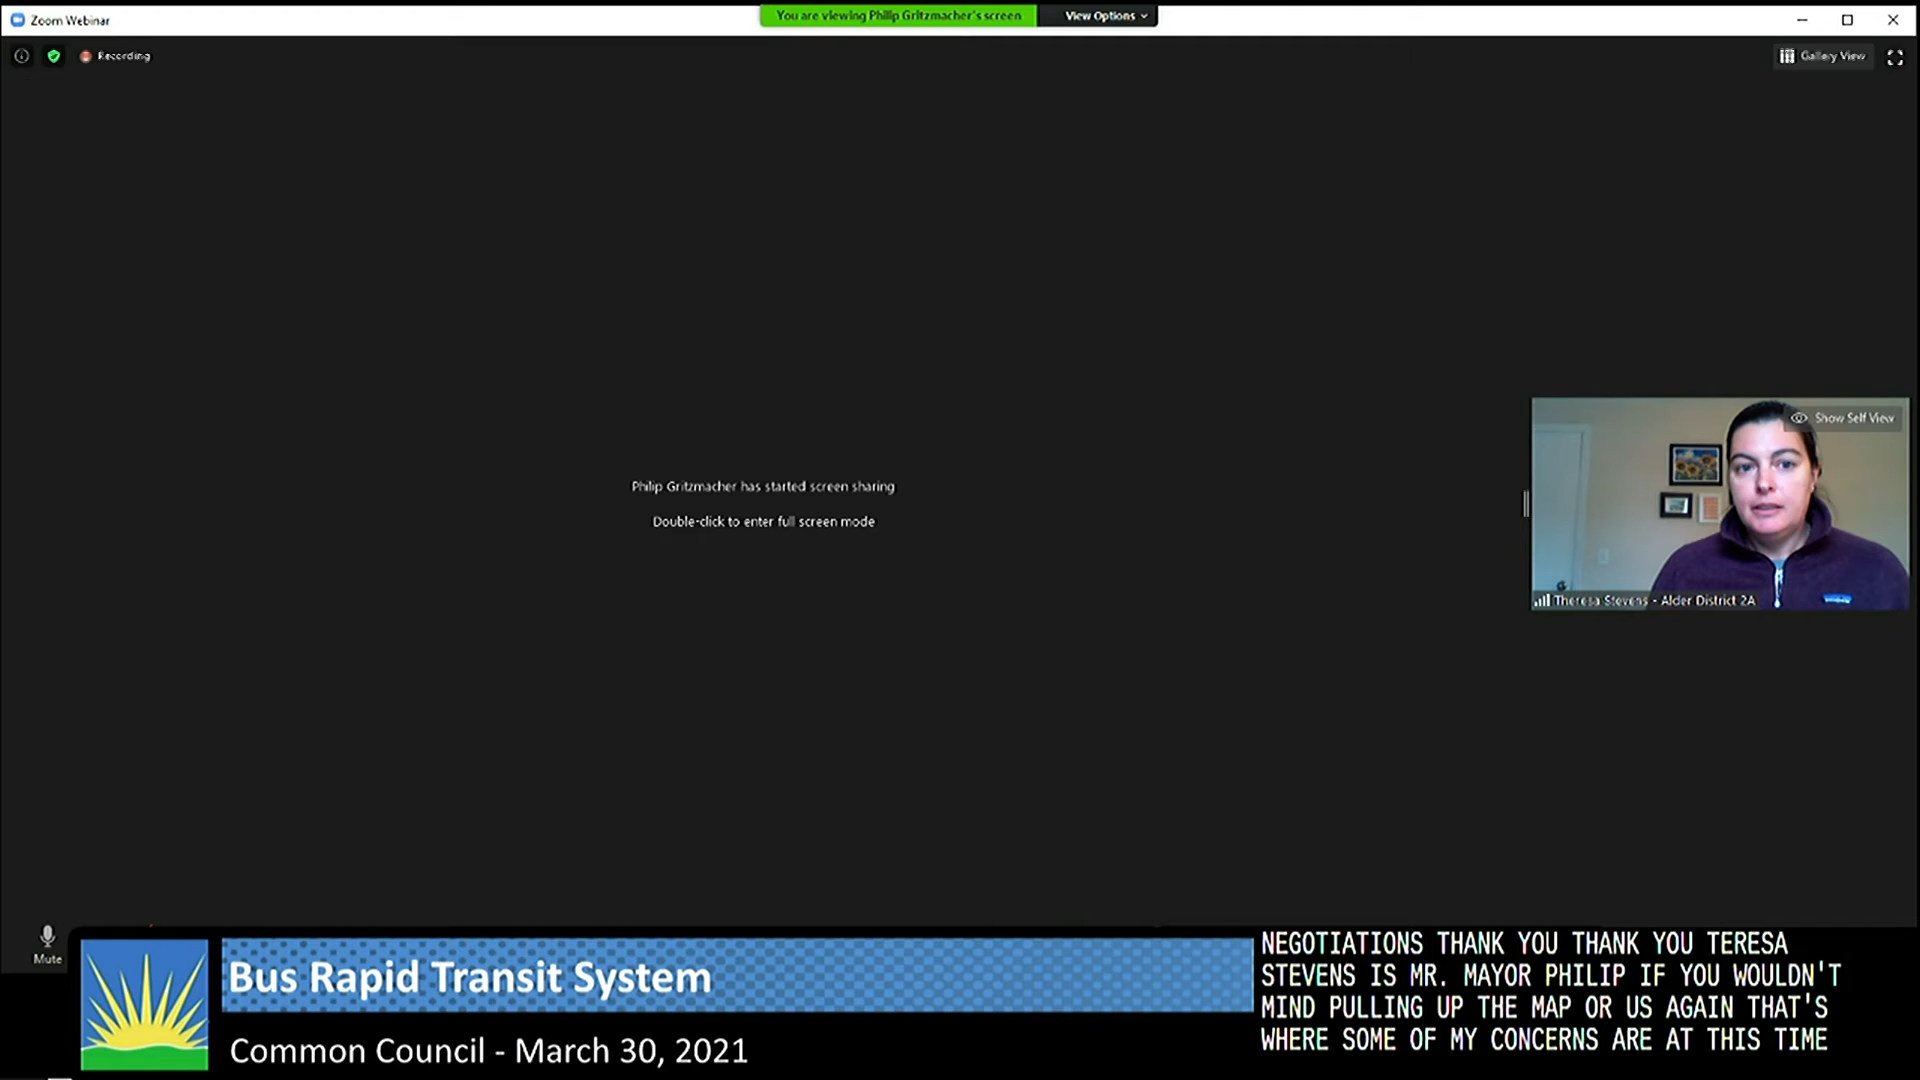 Zoom Webinar
You are viewing Philip Gritzmacher's screen
View Options
Recording
Gallery View
Philip Gritzmacher has started screen sharing
Double-click to enter full screen mode
Show Self View
Theresa Stevens - Alder District 2A
Mute
Bus Rapid Transit System
Common Council - March 30, 2021
NEGOTIATIONS THANK YOU THANK YOU TERESA
STEVENS IS MR. MAYOR PHILIP IF YOU WOULDN'T
MIND PULLING UP THE MAP OR US AGAIN THAT'S
WHERE SOME OF MY CONCERNS ARE AT THIS TIME